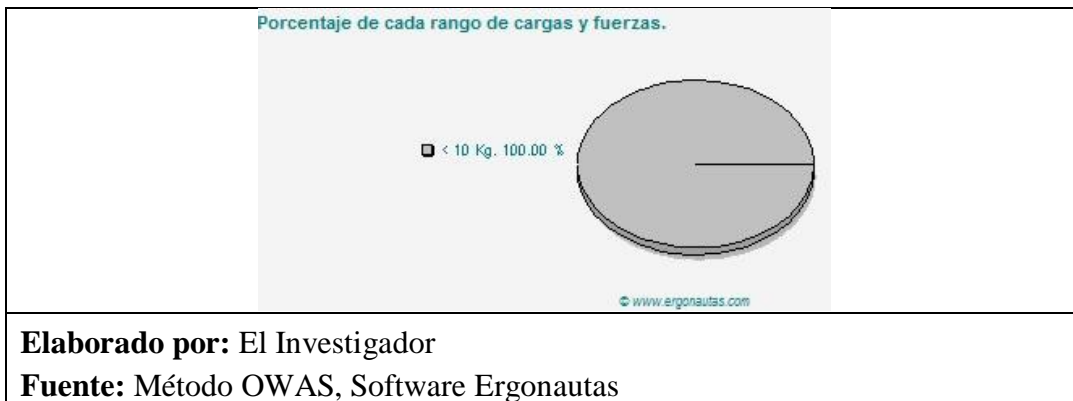 Porcentaje de cada rango de cargas y fuerzas.
< 10 Kg. 100.00 %
© www.ergonautas.com
Elaborado por: El Investigador
Fuente: Método OWAS, Software Ergonautas